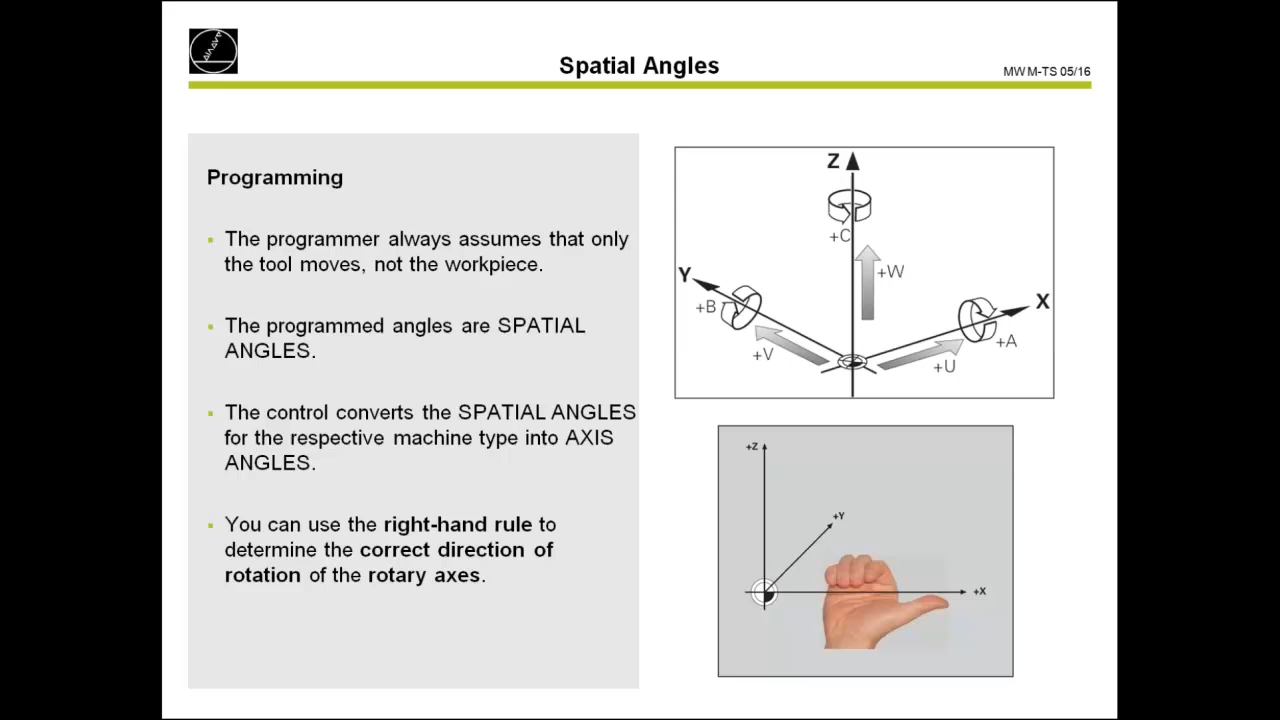 Spatial Angles
MW M-TS 05/16
Programming
The programmer always assumes that only
the tool moves, not the workpiece.
The programmed angles are SPATIAL
ANGLES.
The control converts the SPATIAL ANGLES
for the respective machine type into AXIS
ANGLES.
You can use the right-hand rule to
determine the correct direction of
rotation of the rotary axes.
Z
+C
+W
Y
+B
+V
X
+A
+U
+Z
+Y
+X